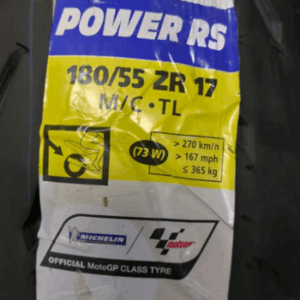 POWER RS
180/55 ZR 17
M/C • TL
(73 W)
> 270 km/h
> 167 mph
≤ 365 kg
MICHELIN
MotoGP
OFFICIAL MotoGP CLASS TYRE